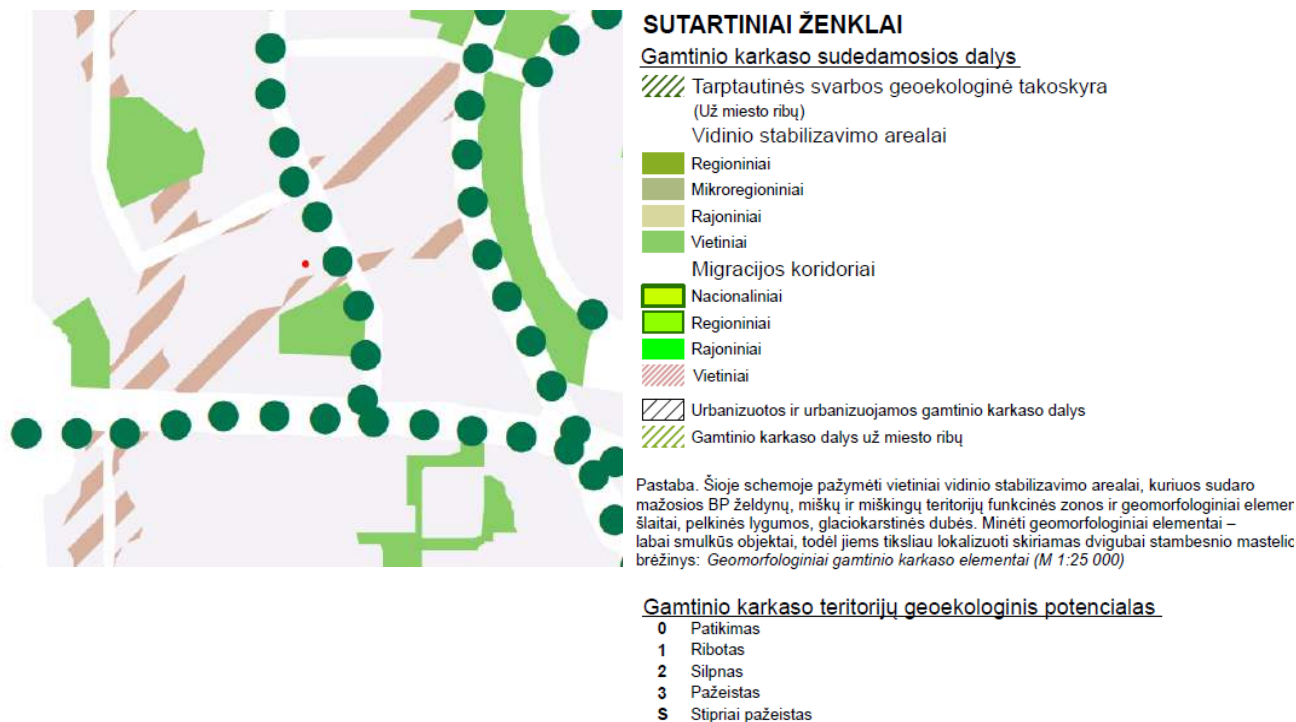 SUTARTINIAI ŽENKLAI
Gamtinio karkaso sudedamosios dalys
Tarptautinės svarbos geoekologinė takoskyra
(Už miesto ribų)
Vidinio stabilizavimo arealai
Regioniniai
Mikroregioniniai
Rajoniniai
Vietiniai
Migracijos koridoriai
Nacionaliniai
Regioniniai
Rajoniniai
Vietiniai
Urbanizuotos ir urbanizuojamos gamtinio karkaso dalys
Gamtinio karkaso dalys už miesto ribų
Pastaba. Šioje schemoje pažymėti vietiniai vidinio stabilizavimo arealai, kuriuos sudaro
mažosios BP želdynų, miškų ir miškingų teritorijų funkcinės zonos ir geomorfologiniai elemen
šlaitai, pelkinės lygumos, glaciokarstinės dubės. Minėti geomorfologiniai elementai –
labai smulkūs objektai, todėl jiems tiksliau lokalizuoti skiriamas dvigubai stambesnio mastelio
brėžinys: Geomorfologiniai gamtinio karkaso elementai (M 1:25 000)
Gamtinio karkaso teritorijų geoekologinis potencialas
0 Patikimas
1 Ribotas
2 Silpnas
3 Pažeistas
S Stipriai pažeistas